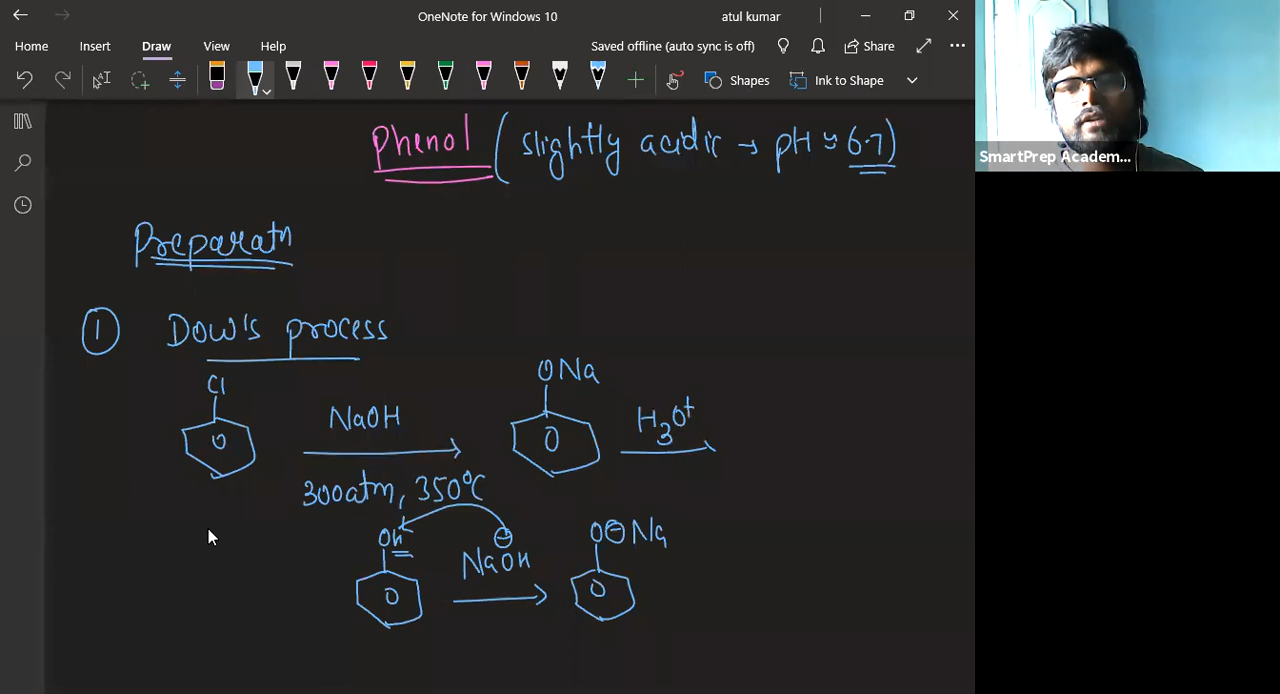 OneNote for Windows 10
atul kumar
Home Insert Draw View Help
Saved offline (auto sync is off)
Share
Shapes
Ink to Shape
SmartPrep Academ...
Phenol (slightly acidic → pH ≈ 6.7)
Preparatn
① Dow's process
Cl
ONa
NaOH
H3O+
300atm, 350°C
OH
NaOH
O⊖Na